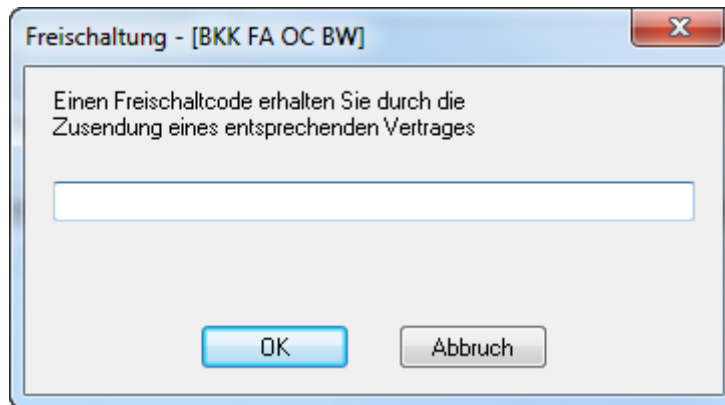 Freischaltung - [BKK FA OC BW]
Einen Freischaltcode erhalten Sie durch die
Zusendung eines entsprechenden Vertrages
OK
Abbruch